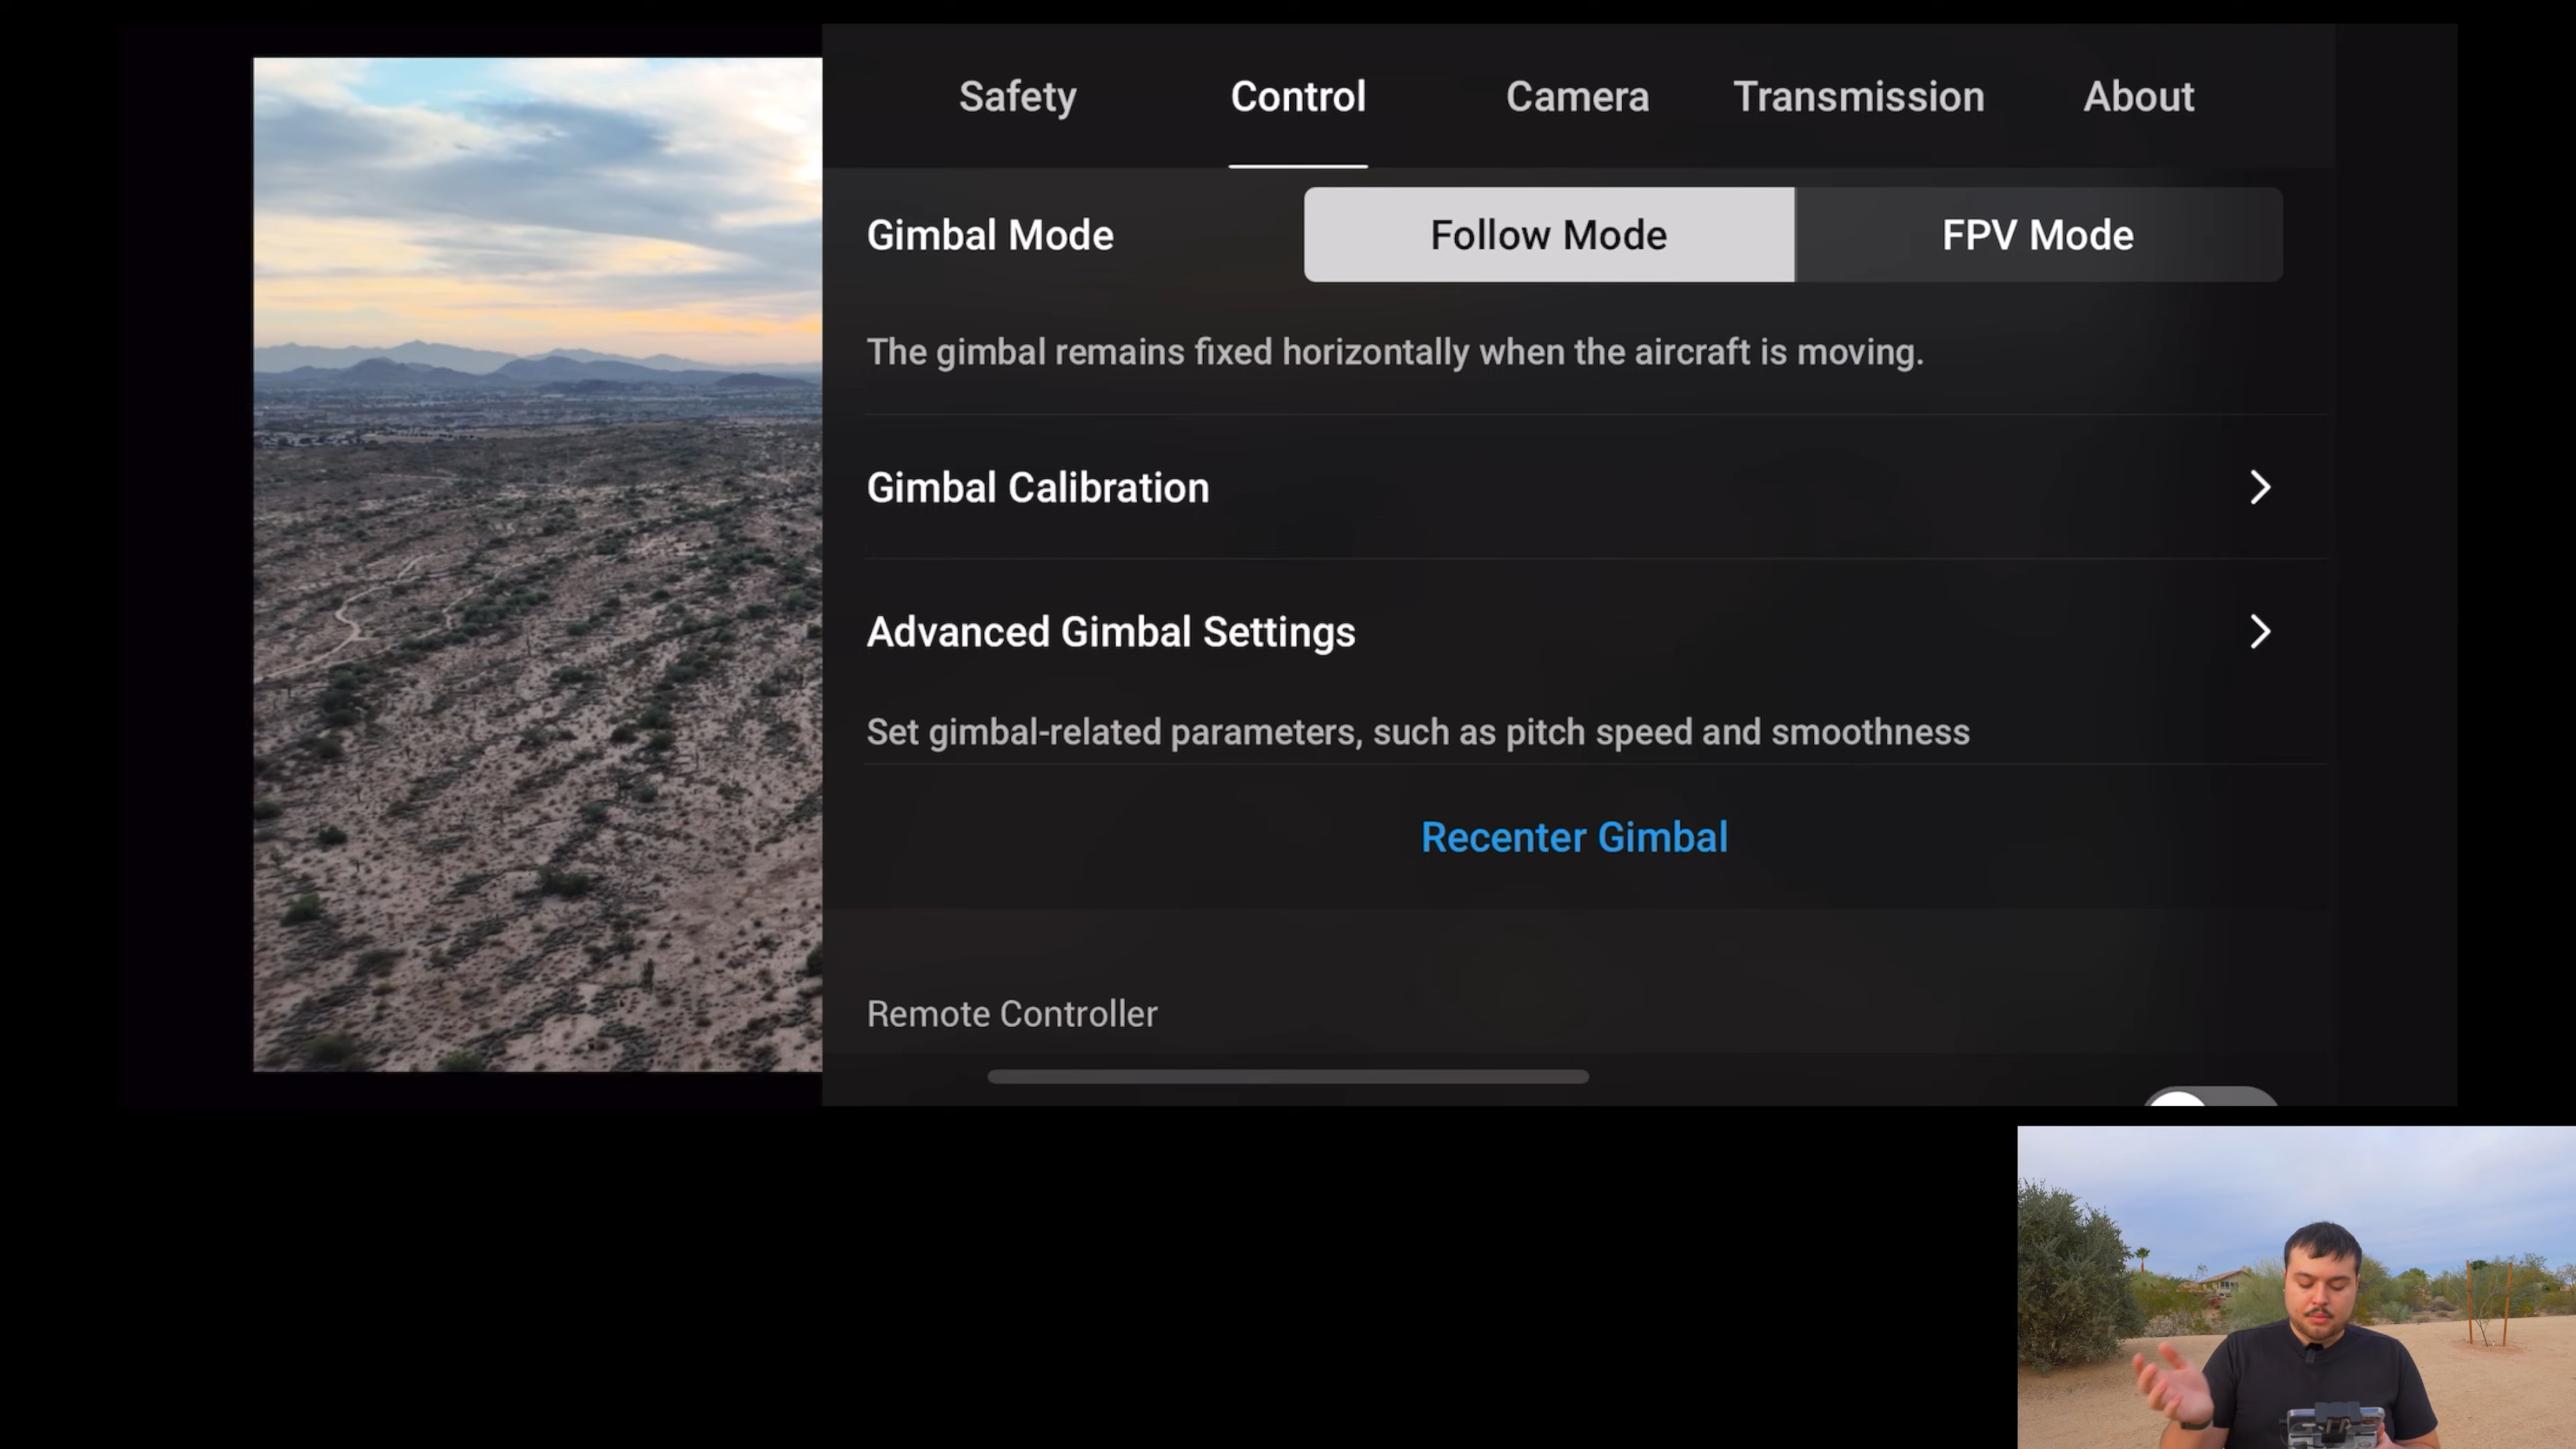 Safety
Control
Camera
Transmission
About
Gimbal Mode
Follow Mode
FPV Mode
The gimbal remains fixed horizontally when the aircraft is moving.
Gimbal Calibration
Advanced Gimbal Settings
Set gimbal-related parameters, such as pitch speed and smoothness
Recenter Gimbal
Remote Controller